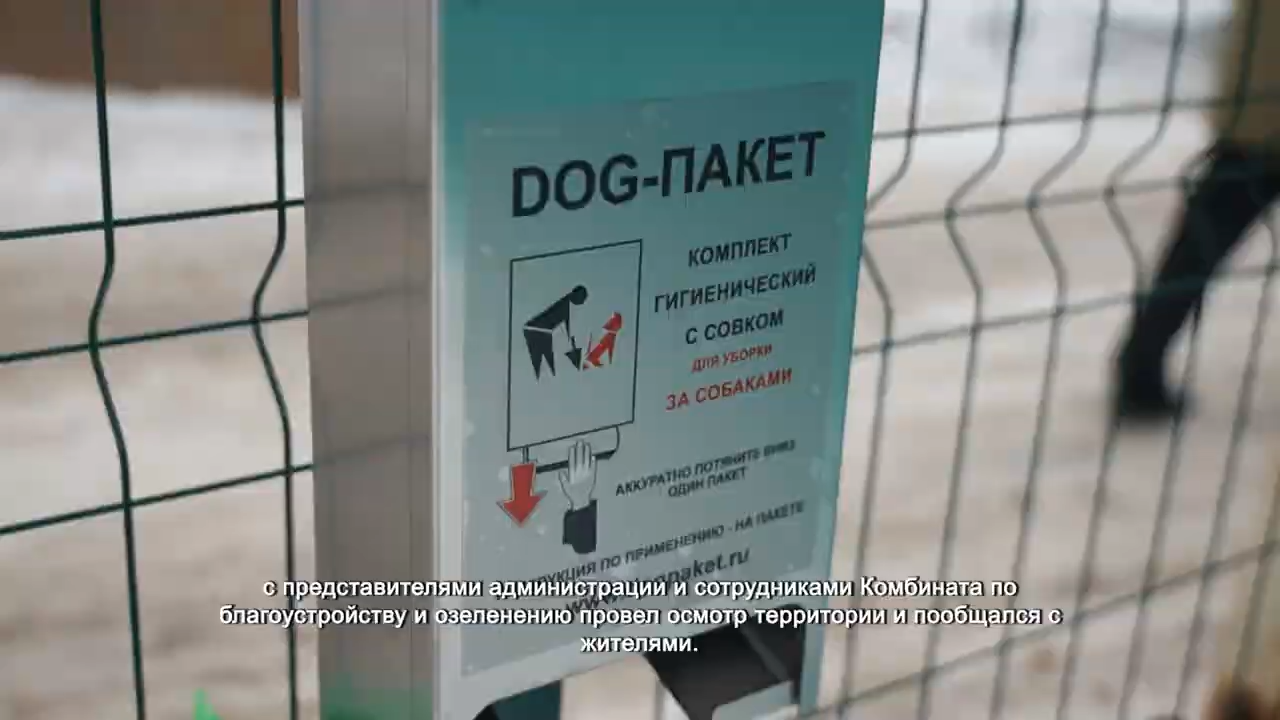 DOG-ПАКЕТ
КОМПЛЕКТ
ГИГИЕНИЧЕСКИЙ
С СОВКОМ
ДЛЯ УБОРКИ
ЗА СОБАКАМИ
АККУРАТНО ПОТЯНИТЕ ВНИЗ
ОДИН ПАКЕТ
ПО ПРИМЕНЕНИЮ - НА ПАКЕТЕ
с представителями администрации и сотрудниками Комбината по
благоустройству и озеленению провел осмотр территории и пообщался с
жителями.